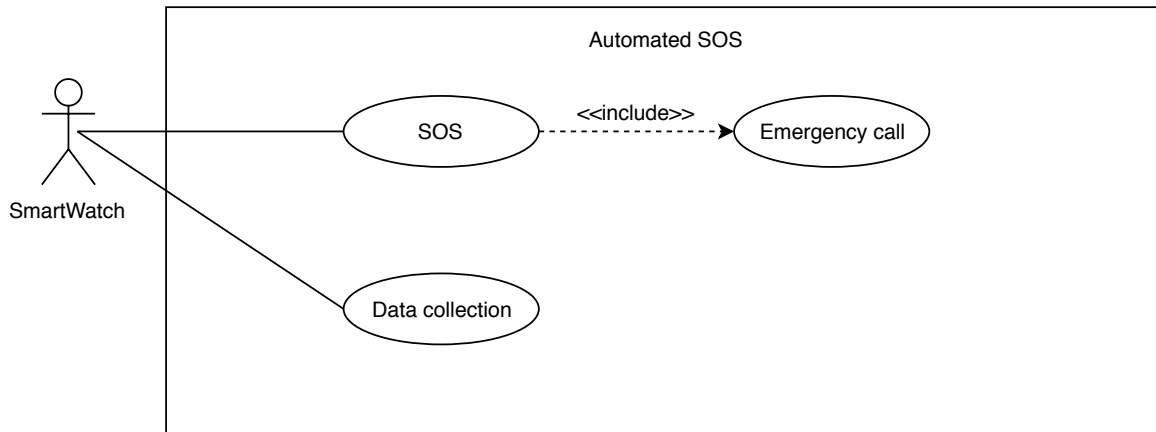 Automated SOS
SOS
<<include>>
Emergency call
SmartWatch
Data collection